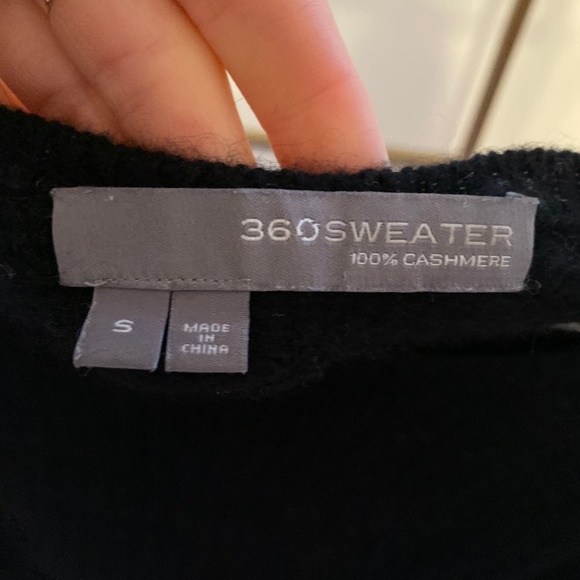 360SWEATER
100% CASHMERE
S
MADE
IN
CHINA